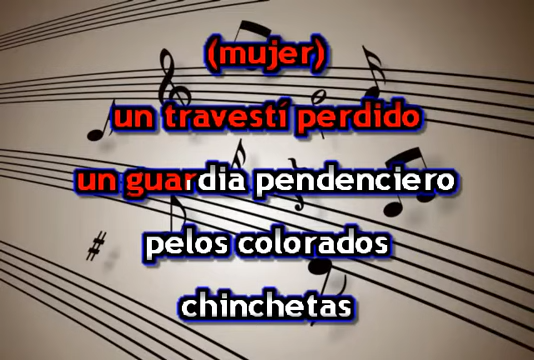 (mujer)
un travestí perdido
un guardia pendenciero
pelos colorados
chinchetas